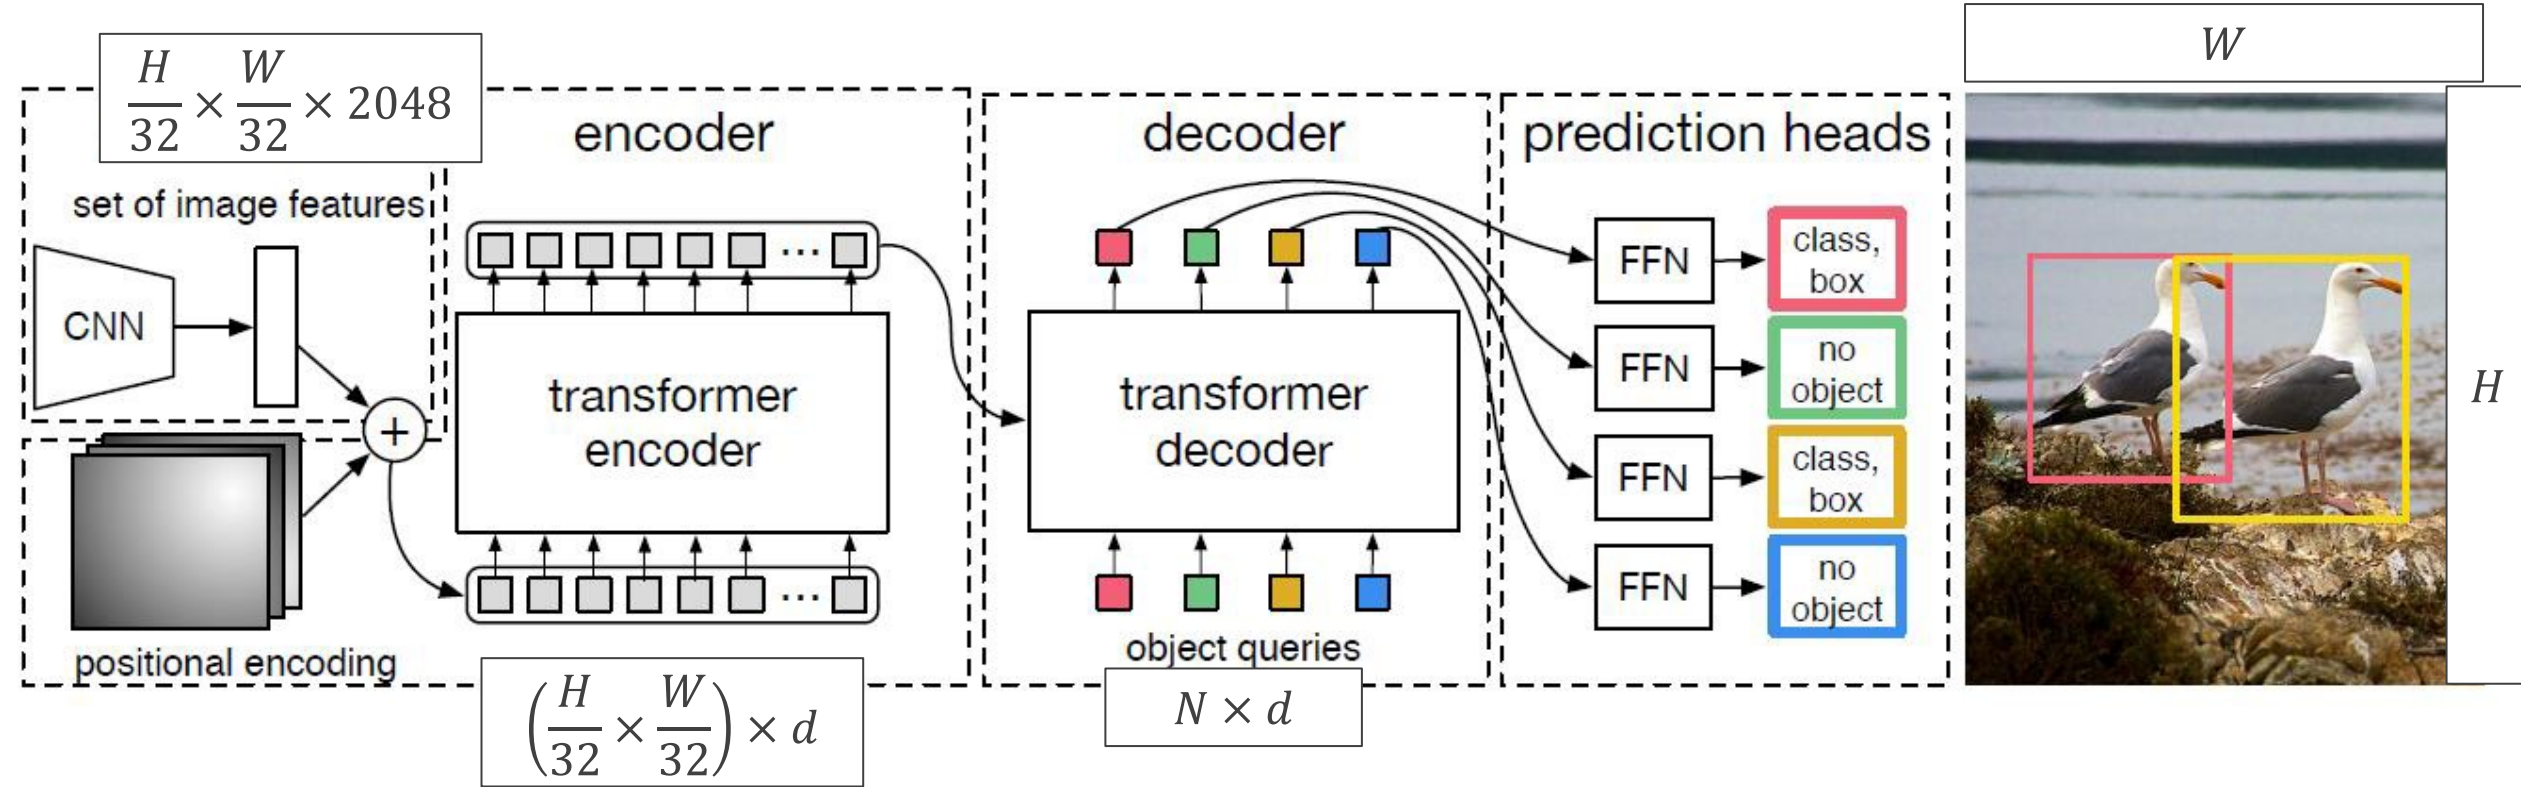 H/32 × W/32 × 2048
set of image features
CNN
+
positional encoding
encoder
...
transformer
encoder
...
(H/32 × W/32) × d
decoder
transformer
decoder
object queries
N × d
prediction heads
FFN
class,
box
FFN
no
object
FFN
class,
box
FFN
no
object
W
H